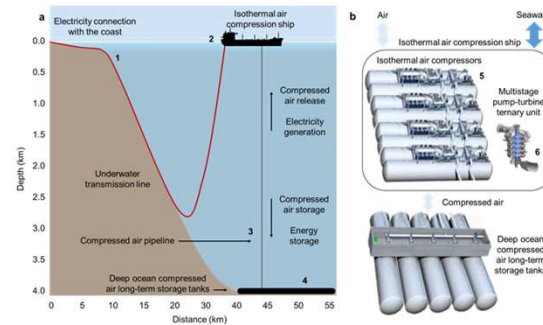 a
Electricity connection
with the coast
Isothermal air
compression ship
2
1
0.0
0.5
1.0
1.5
2.0
2.5
3.0
3.5
4.0
Depth (km)
Compressed
air release
Electricity
generation
Underwater
transmission line
Compressed
air storage
Energy
storage
3
Compressed air pipeline
Deep ocean compressed
air long-term storage tanks
4
0 5 10 15 20 25 30 35 40 45 50 55
Distance (km)
b
Air
Seawater
Isothermal air compression ship
Isothermal air compressors
5
Multistage
pump-turbine
ternary unit
6
Compressed air
Deep ocean
compressed
air long-term
storage tanks